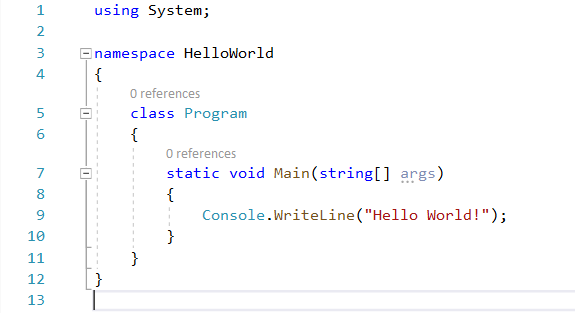 1 using System;
2
3 namespace HelloWorld
4 {
0 references
5 class Program
6 {
0 references
7 static void Main(string[] args)
8 {
9 Console.WriteLine("Hello World!");
10 }
11 }
12 }
13